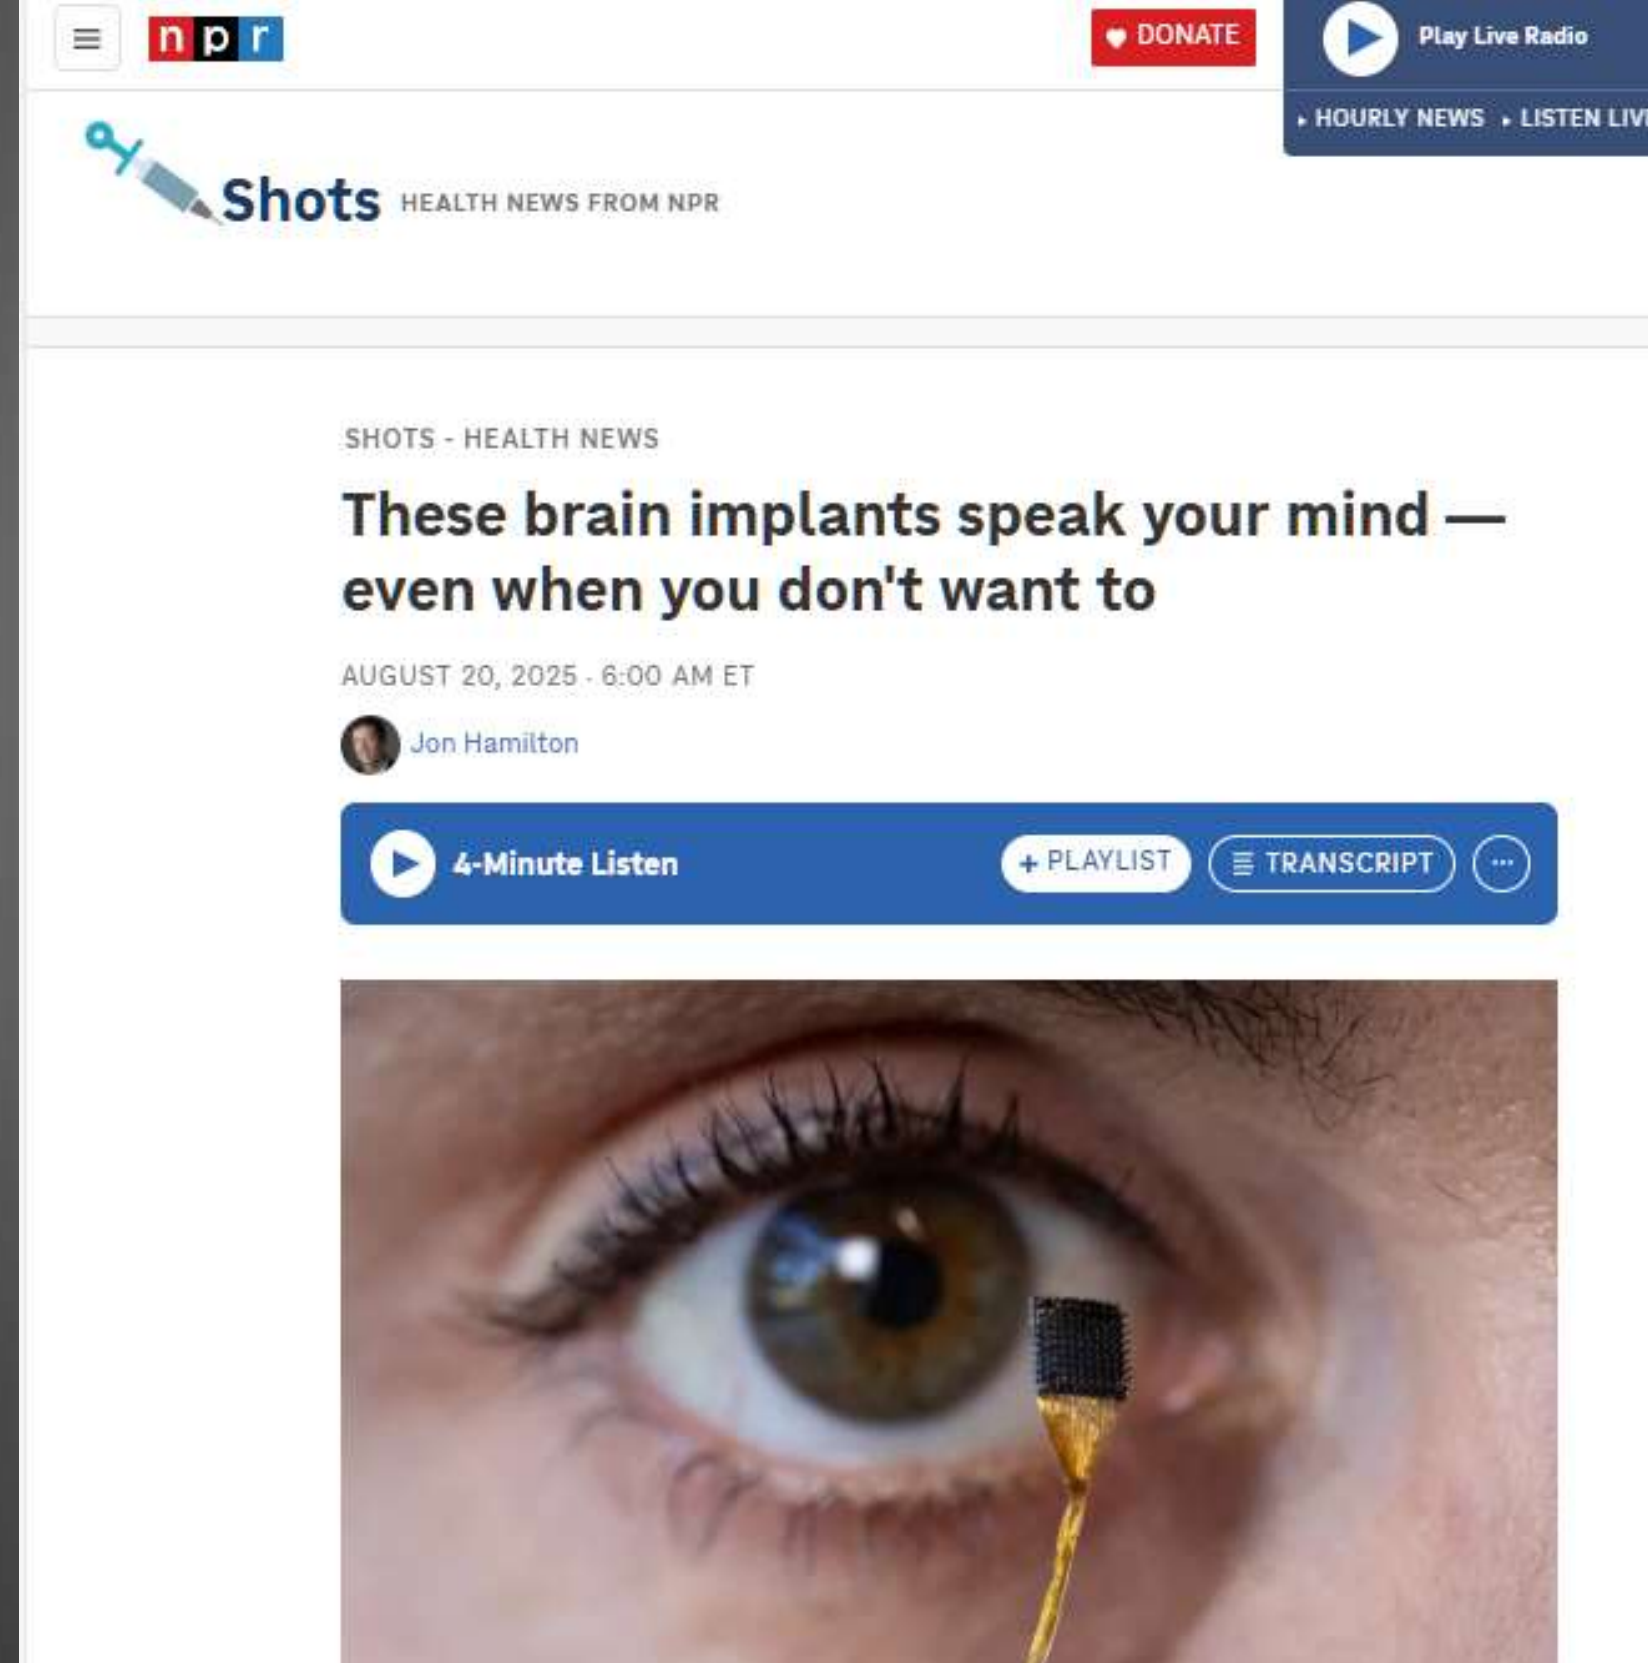 npr
DONATE
Play Live Radio
HOURLY NEWS
LISTEN LIV
Shots HEALTH NEWS FROM NPR
SHOTS - HEALTH NEWS
These brain implants speak your mind —
even when you don't want to
AUGUST 20, 2025 · 6:00 AM ET
Jon Hamilton
4-Minute Listen
+ PLAYLIST
TRANSCRIPT